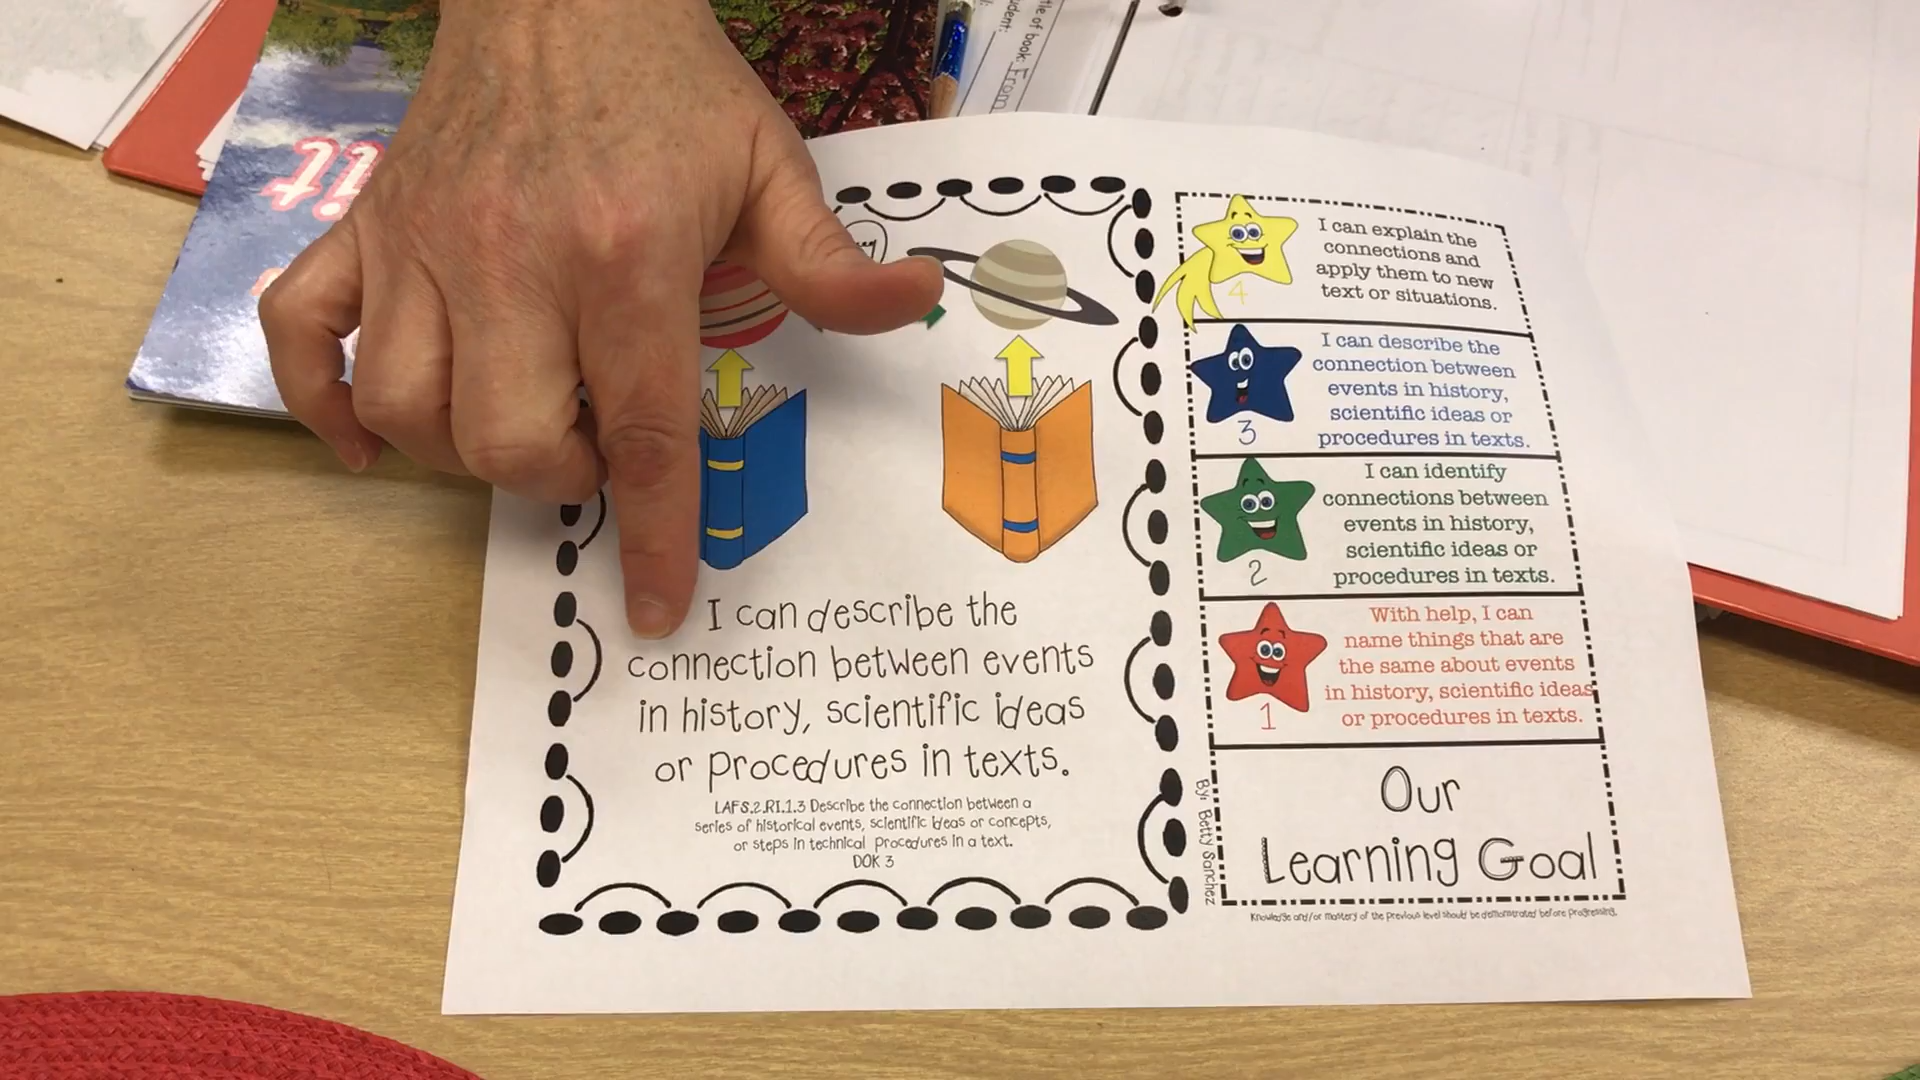 it
tle of book: From
I can describe the
connection between events
in history, scientific ideas
or procedures in texts.
LAFS.2.RI.1.3 Describe the connection between a
series of historical events, scientific ideas or concepts,
or steps in technical procedures in a text.
DOK 3
I can explain the
connections and
apply them to new
text or situations.
4
I can describe the
connection between
events in history,
scientific ideas or
procedures in texts.
3
I can identify
connections between
events in history,
scientific ideas or
procedures in texts.
2
With help, I can
name things that are
the same about events
in history, scientific ideas
or procedures in texts.
1
Our
Learning Goal
By: Betty Sanchez
Knowledge and/or mastery of the previous level should be demonstrated before progressing.